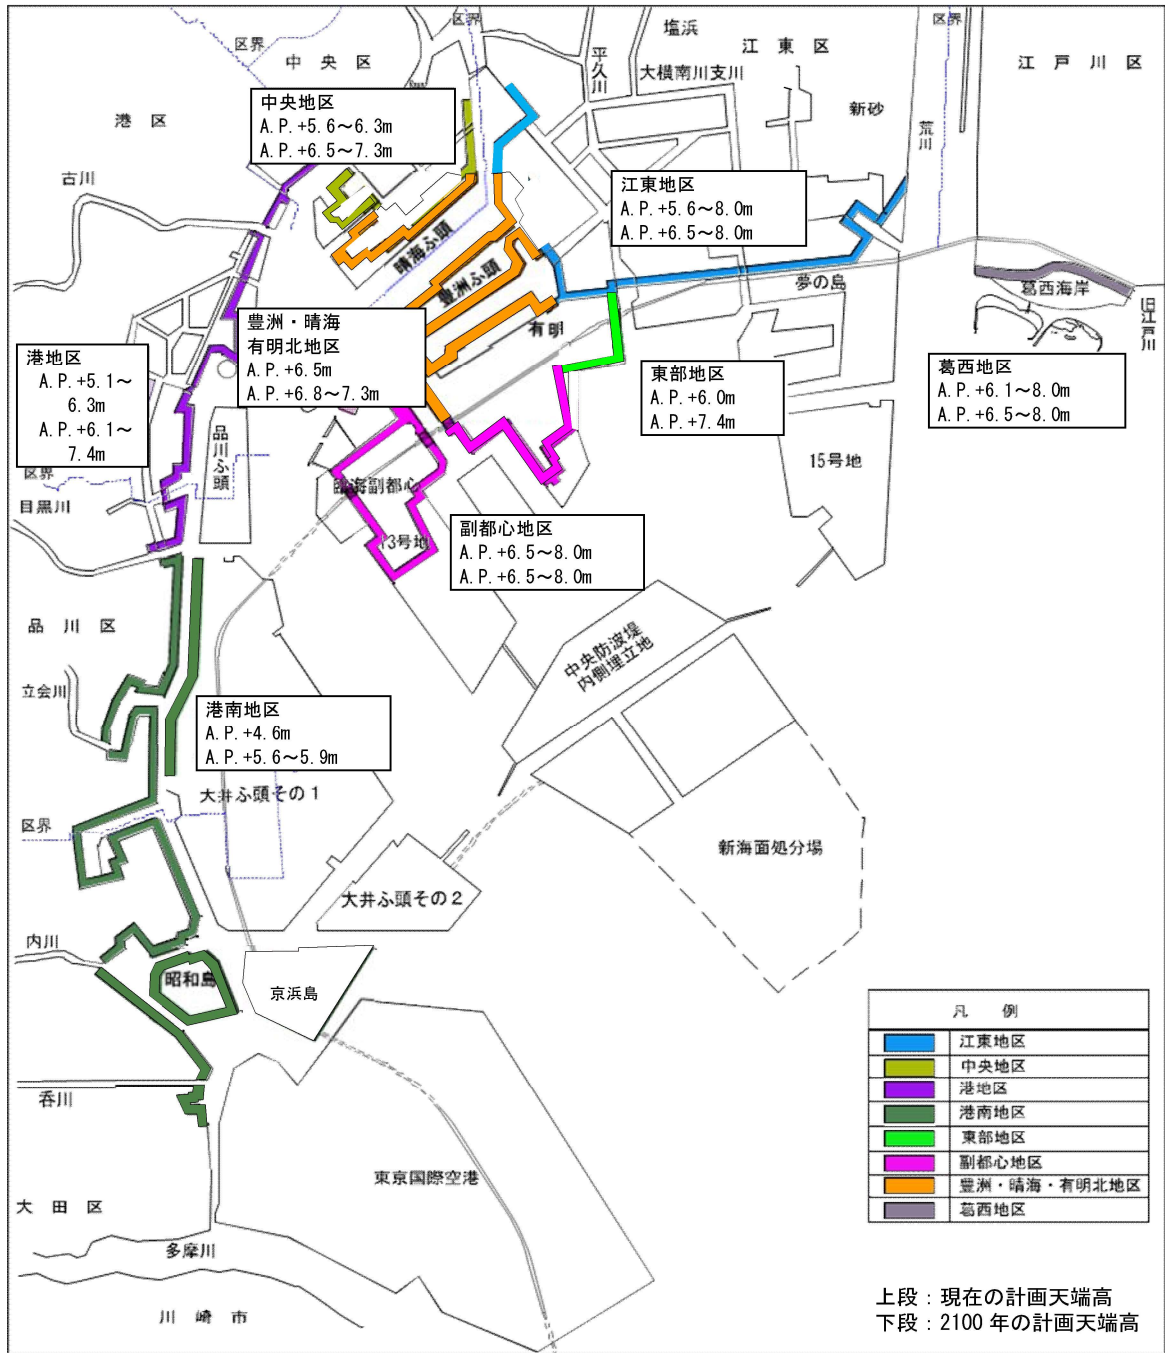 区界
区界
区界
塩浜
中央区
平久川
江東区
江戸川区
大横南川支川
中央地区
A.P.+5.6～6.3m
A.P.+6.5～7.3m
港区
新砂
荒川
古川
江東地区
A.P.+5.6～8.0m
A.P.+6.5～8.0m
晴海ふ頭
豊洲ふ頭
夢の島
葛西海岸
旧江戸川
有明
豊洲・晴海
有明北地区
A.P.+6.5m
A.P.+6.8～7.3m
港地区
A.P.+5.1～
6.3m
A.P.+6.1～
7.4m
東部地区
A.P.+6.0m
A.P.+7.4m
葛西地区
A.P.+6.1～8.0m
A.P.+6.5～8.0m
品川ふ頭
15号地
区界
臨海副都心
目黒川
副都心地区
A.P.+6.5～8.0m
A.P.+6.5～8.0m
13号地
品川区
中央防波堤
内側埋立地
立会川
港南地区
A.P.+4.6m
A.P.+5.6～5.9m
大井ふ頭その1
区界
新海面処分場
大井ふ頭その2
内川
昭和島
京浜島
凡例
江東地区
中央地区
港地区
港南地区
東部地区
副都心地区
豊洲・晴海・有明北地区
葛西地区
呑川
東京国際空港
大田区
多摩川
川崎市
上段：現在の計画天端高
下段：2100年の計画天端高